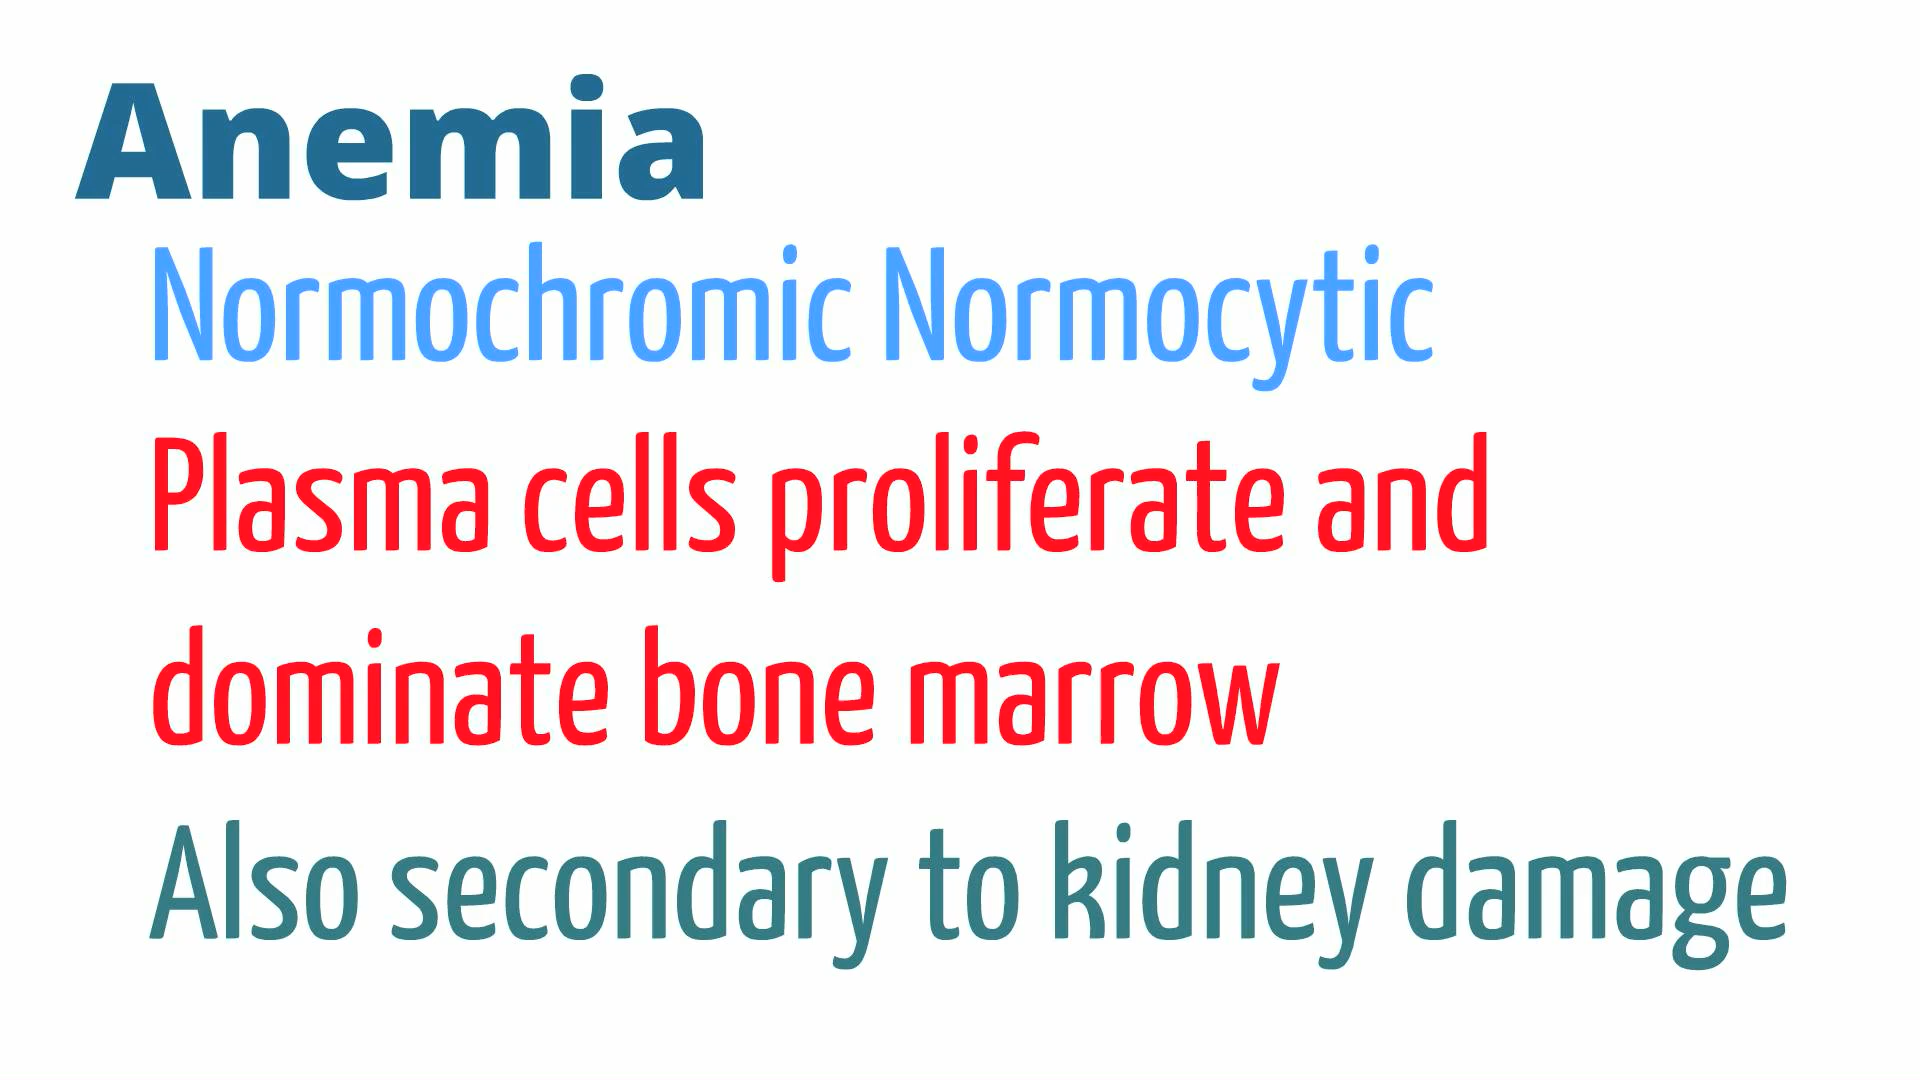 Anemia
Normochromic Normocytic
Plasma cells proliferate and
dominate bone marrow
Also secondary to kidney damage